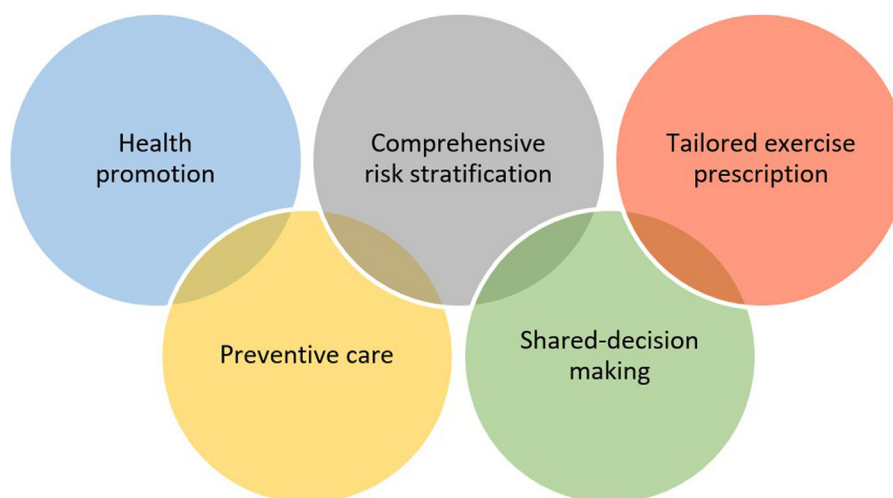 Health
promotion
Comprehensive
risk stratification
Tailored exercise
prescription
Preventive care
Shared-decision
making